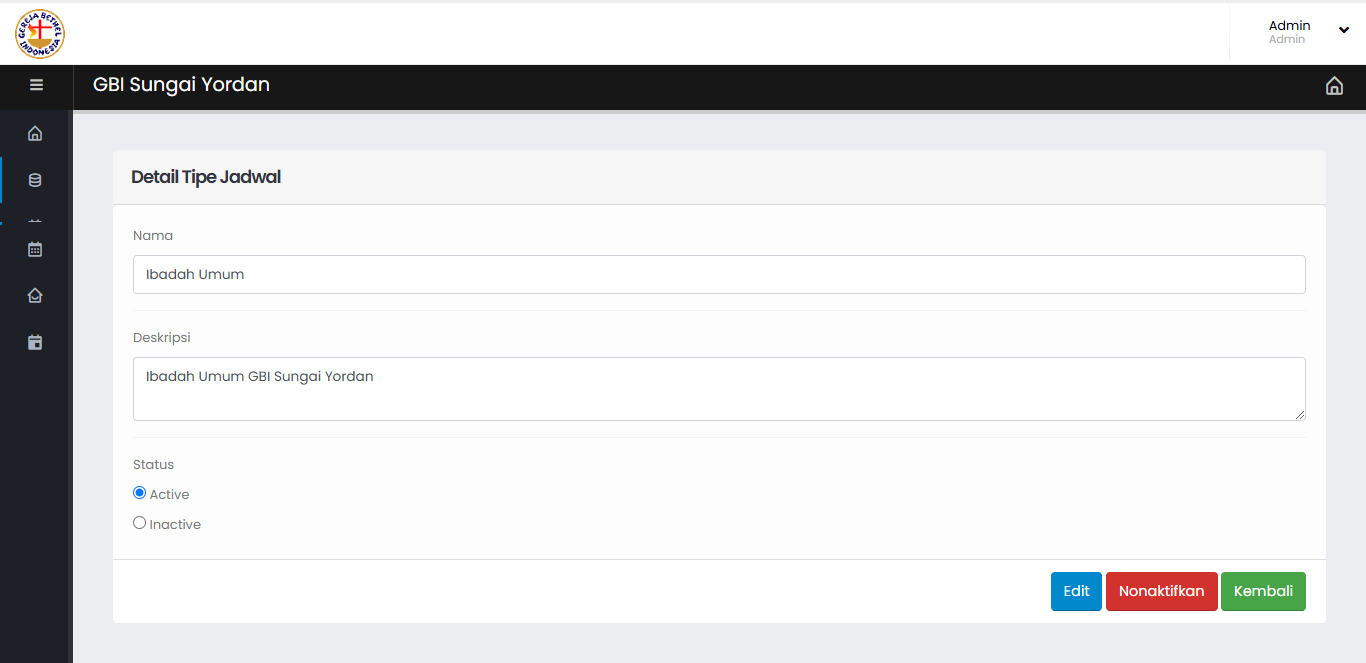 GEREJA BETHEL
INDONESIA
Admin
Admin
GBI Sungai Yordan
Detail Tipe Jadwal
Nama
Ibadah Umum
Deskripsi
Ibadah Umum GBI Sungai Yordan
Status
Active
Inactive
Edit
Nonaktifkan
Kembali